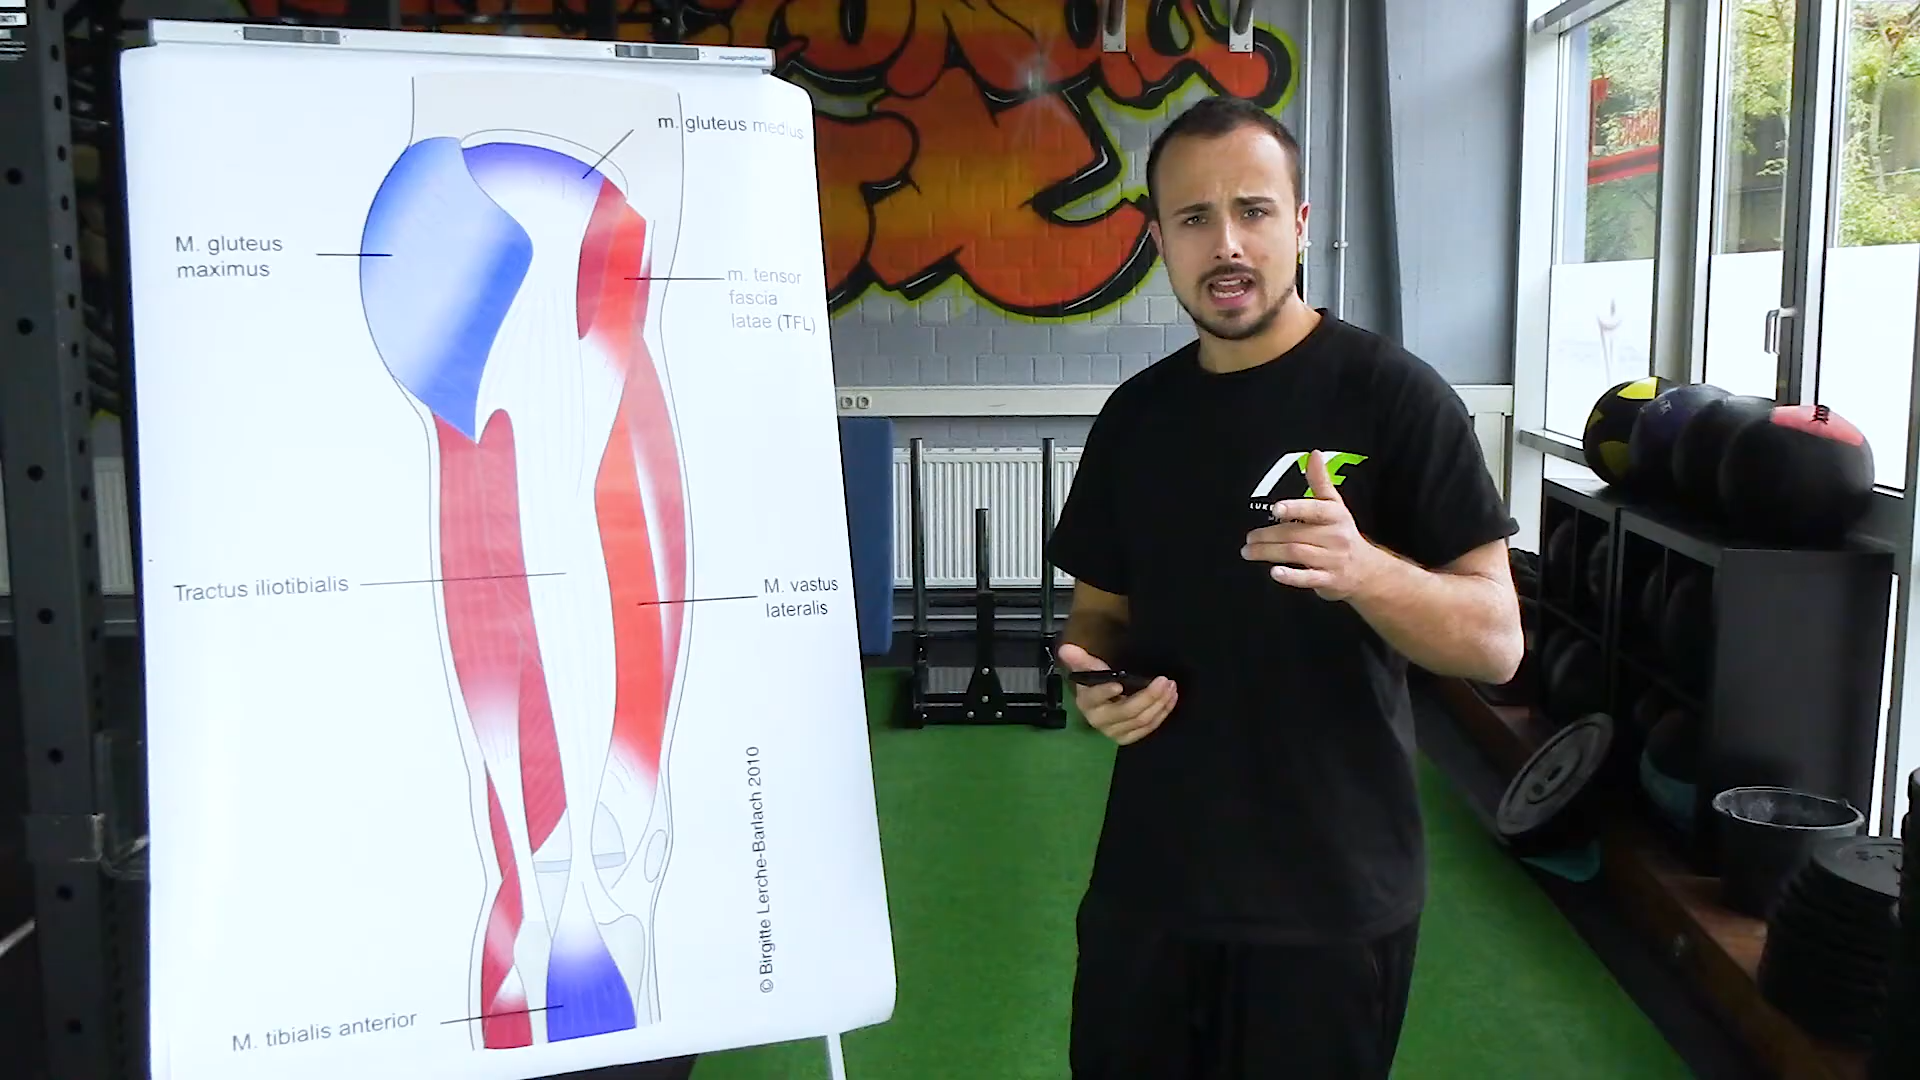 m. gluteus medius
M. gluteus
maximus
m. tensor
fascia
latae (TFL)
Tractus iliotibialis
M. vastus
lateralis
© Birgitte Lerche-Barlach 2010
M. tibialis anterior